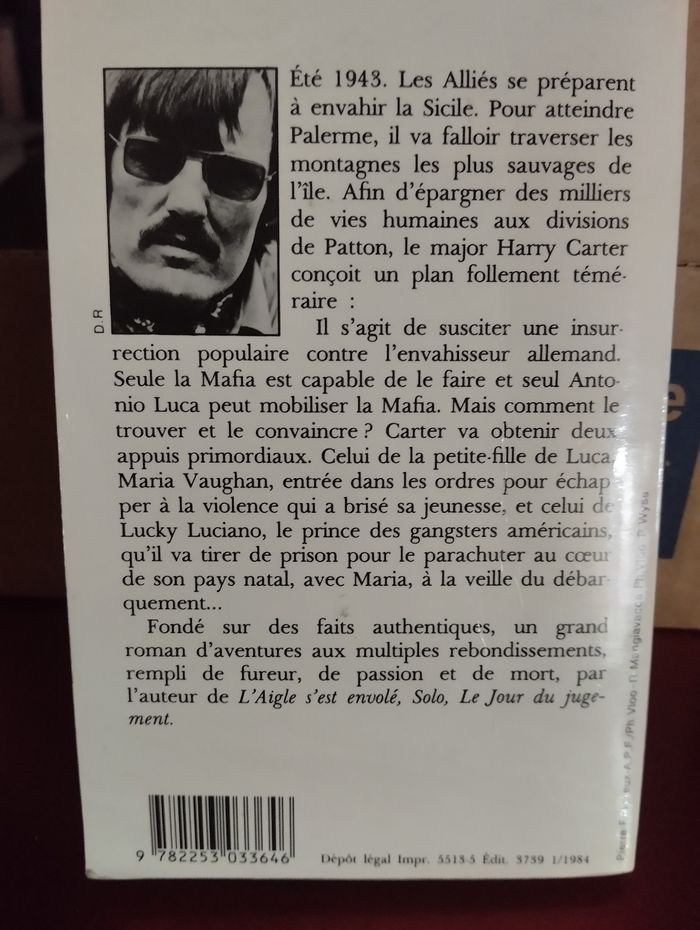 Été 1943. Les Alliés se préparent
à envahir la Sicile. Pour atteindre
Palerme, il va falloir traverser les
montagnes les plus sauvages de
l'île. Afin d'épargner des milliers
de vies humaines aux divisions
de Patton, le major Harry Carter
conçoit un plan follement témé-
raire :
D.R
Il s'agit de susciter une insur-
rection populaire contre l'envahisseur allemand.
Seule la Mafia est capable de le faire et seul Anto-
nio Luca peut mobiliser la Mafia. Mais comment le
trouver et le convaincre ? Carter va obtenir deux
appuis primordiaux. Celui de la petite-fille de Luca,
Maria Vaughan, entrée dans les ordres pour échap-
per à la violence qui a brisé sa jeunesse, et celui de
Lucky Luciano, le prince des gangsters américains,
qu'il va tirer de prison pour le parachuter au cœur
de son pays natal, avec Maria, à la veille du débar-
quement...
Fondé sur des faits authentiques, un grand
roman d'aventures aux multiples rebondissements,
rempli de fureur, de passion et de mort, par
l'auteur de L'Aigle s'est envolé, Solo, Le Jour du juge-
ment.
9 782253 033646
Dépôt légal Impr. 5513-5 Édit. 3739 1/1984
e